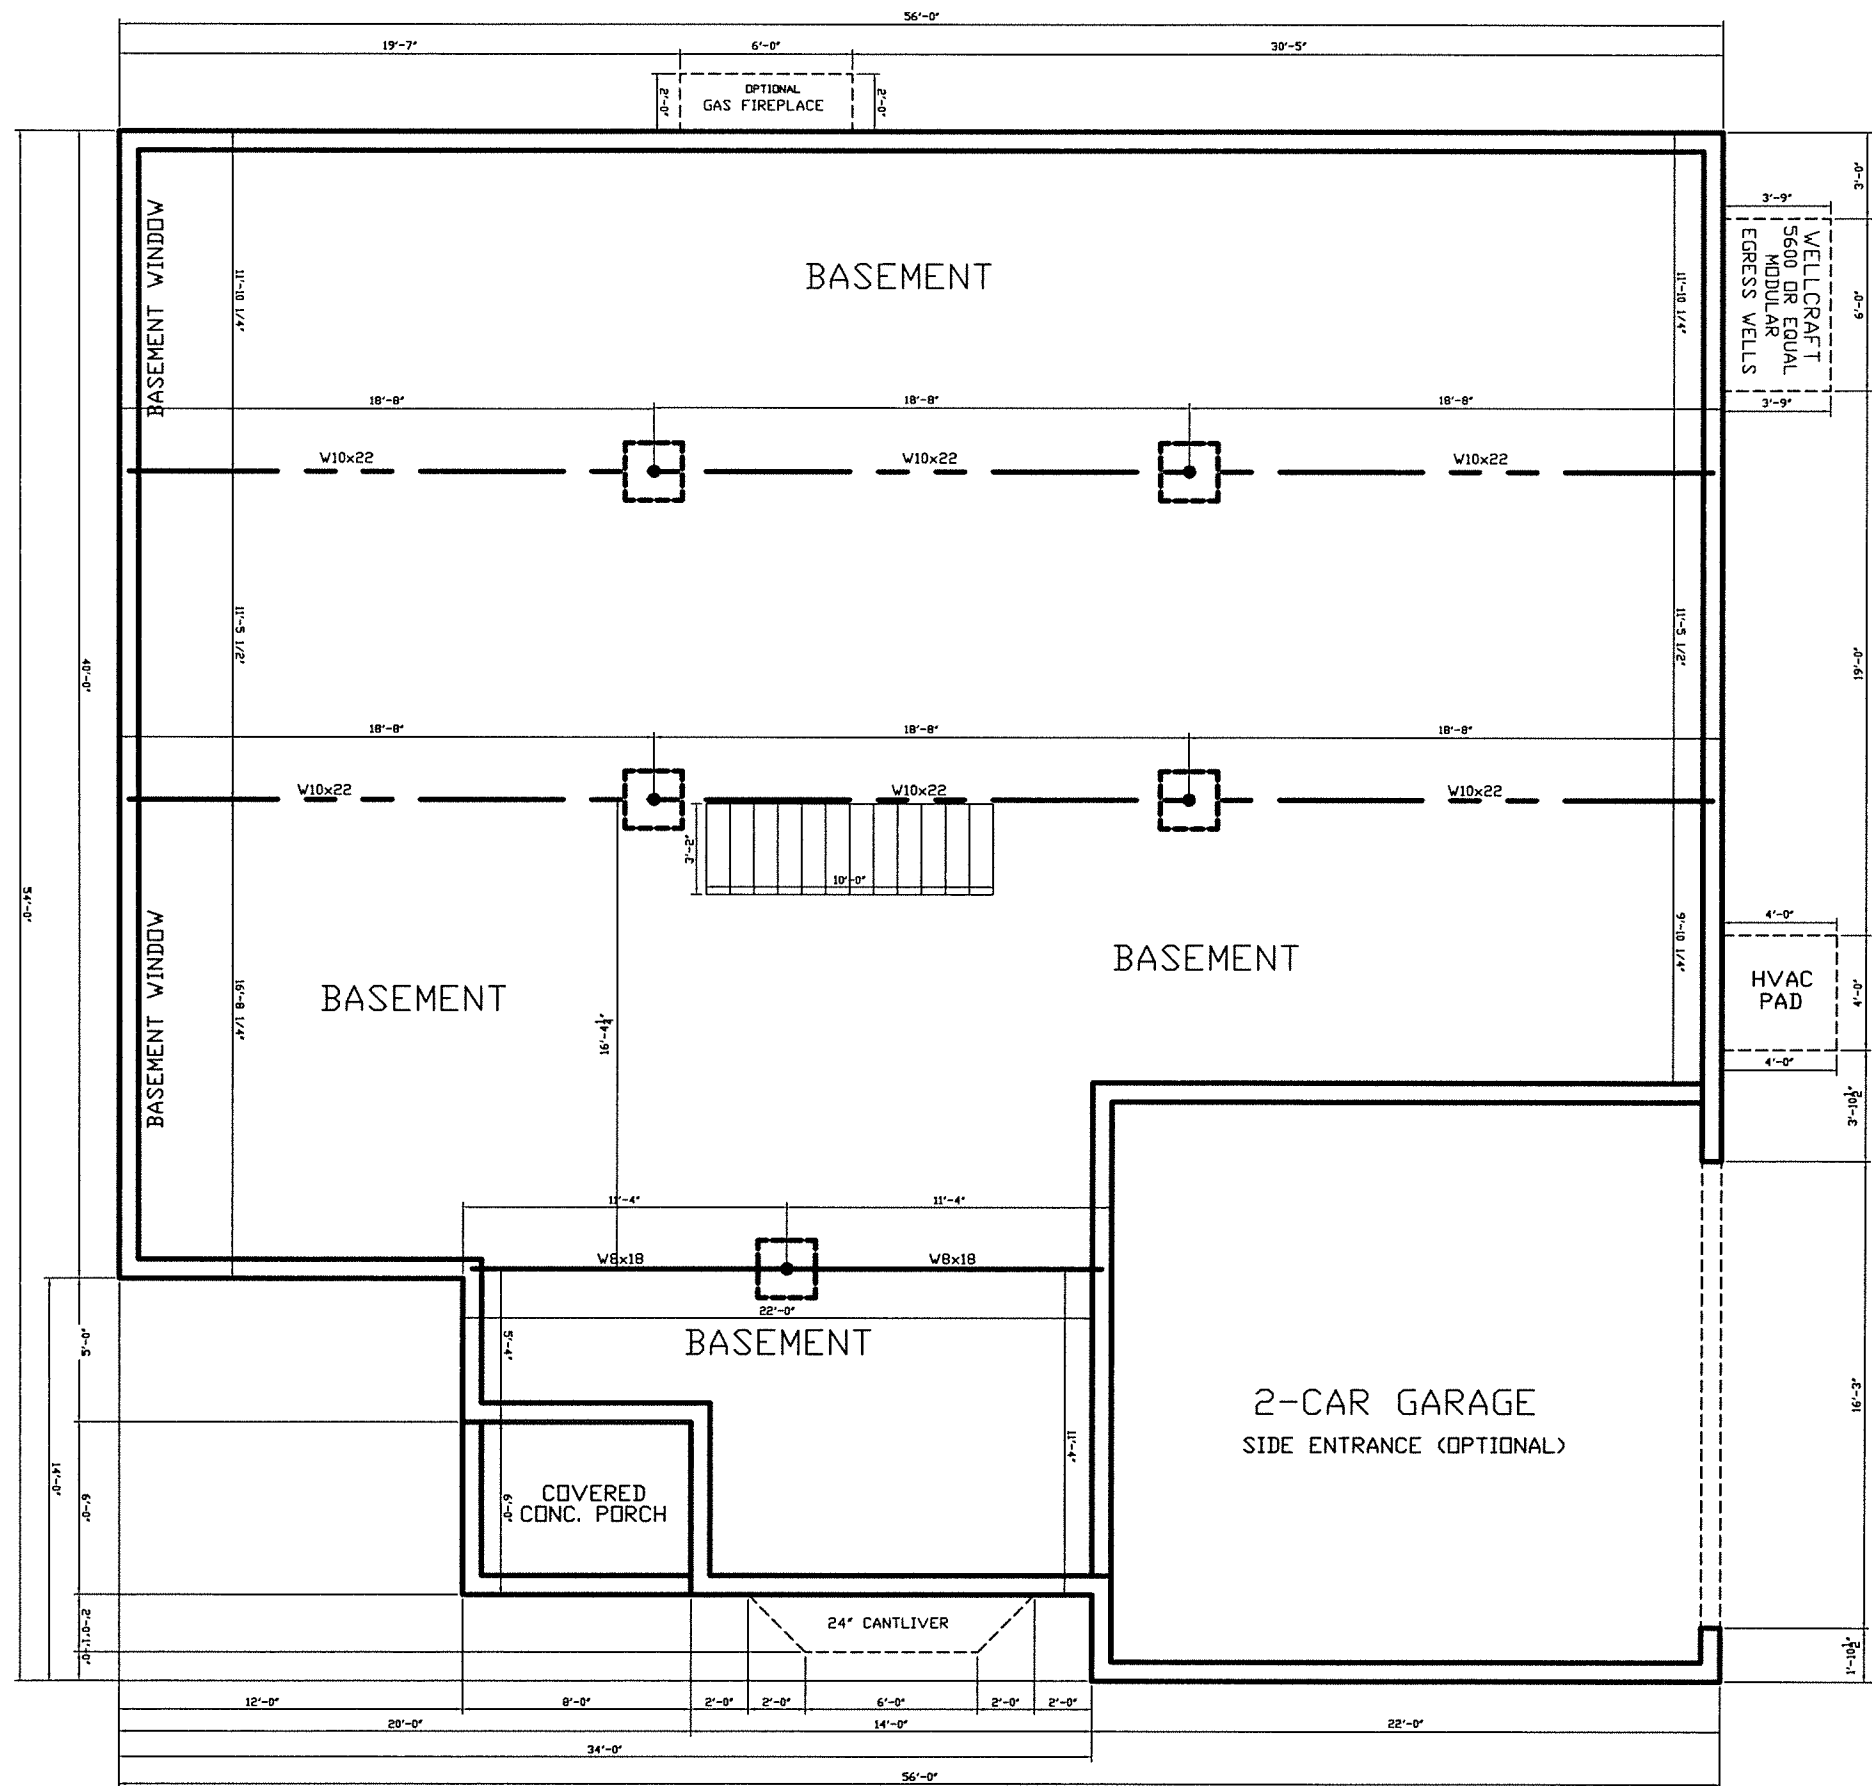 56'-0"
19'-7"
6'-0"
30'-5"
2'-0"
OPTIONAL
GAS FIREPLACE
2'-0"
3'-0"
3'-9"
WELLCRAFT
5600 OR EQUAL
MODULAR
EGRESS WELLS
6'-0"
3'-9"
BASEMENT WINDOW
11'-10 1/4"
BASEMENT
11'-10 1/4"
18'-8"
18'-8"
18'-8"
W10x22
W10x22
W10x22
40'-0"
11'-5 1/2"
11'-5 1/2"
19'-0"
18'-8"
18'-8"
18'-8"
W10x22
W10x22
W10x22
3'-2"
10'-0"
54'-0"
BASEMENT WINDOW
16'-8 1/4"
BASEMENT
16'-4½"
BASEMENT
9'-10 1/4"
4'-0"
HVAC
PAD
4'-0"
4'-0"
3'-10½"
11'-4"
11'-4"
W8x18
W8x18
22'-0"
5'-0"
5'-4"
BASEMENT
2-CAR GARAGE
SIDE ENTRANCE (OPTIONAL)
16'-3"
11'-4"
14'-0"
6'-0"
6'-0"
COVERED
CONC. PORCH
2'-0"
1'-0"
24" CANTLIVER
1'-10½"
12'-0"
8'-0"
2'-0"
2'-0"
6'-0"
2'-0"
2'-0"
20'-0"
14'-0"
22'-0"
34'-0"
56'-0"